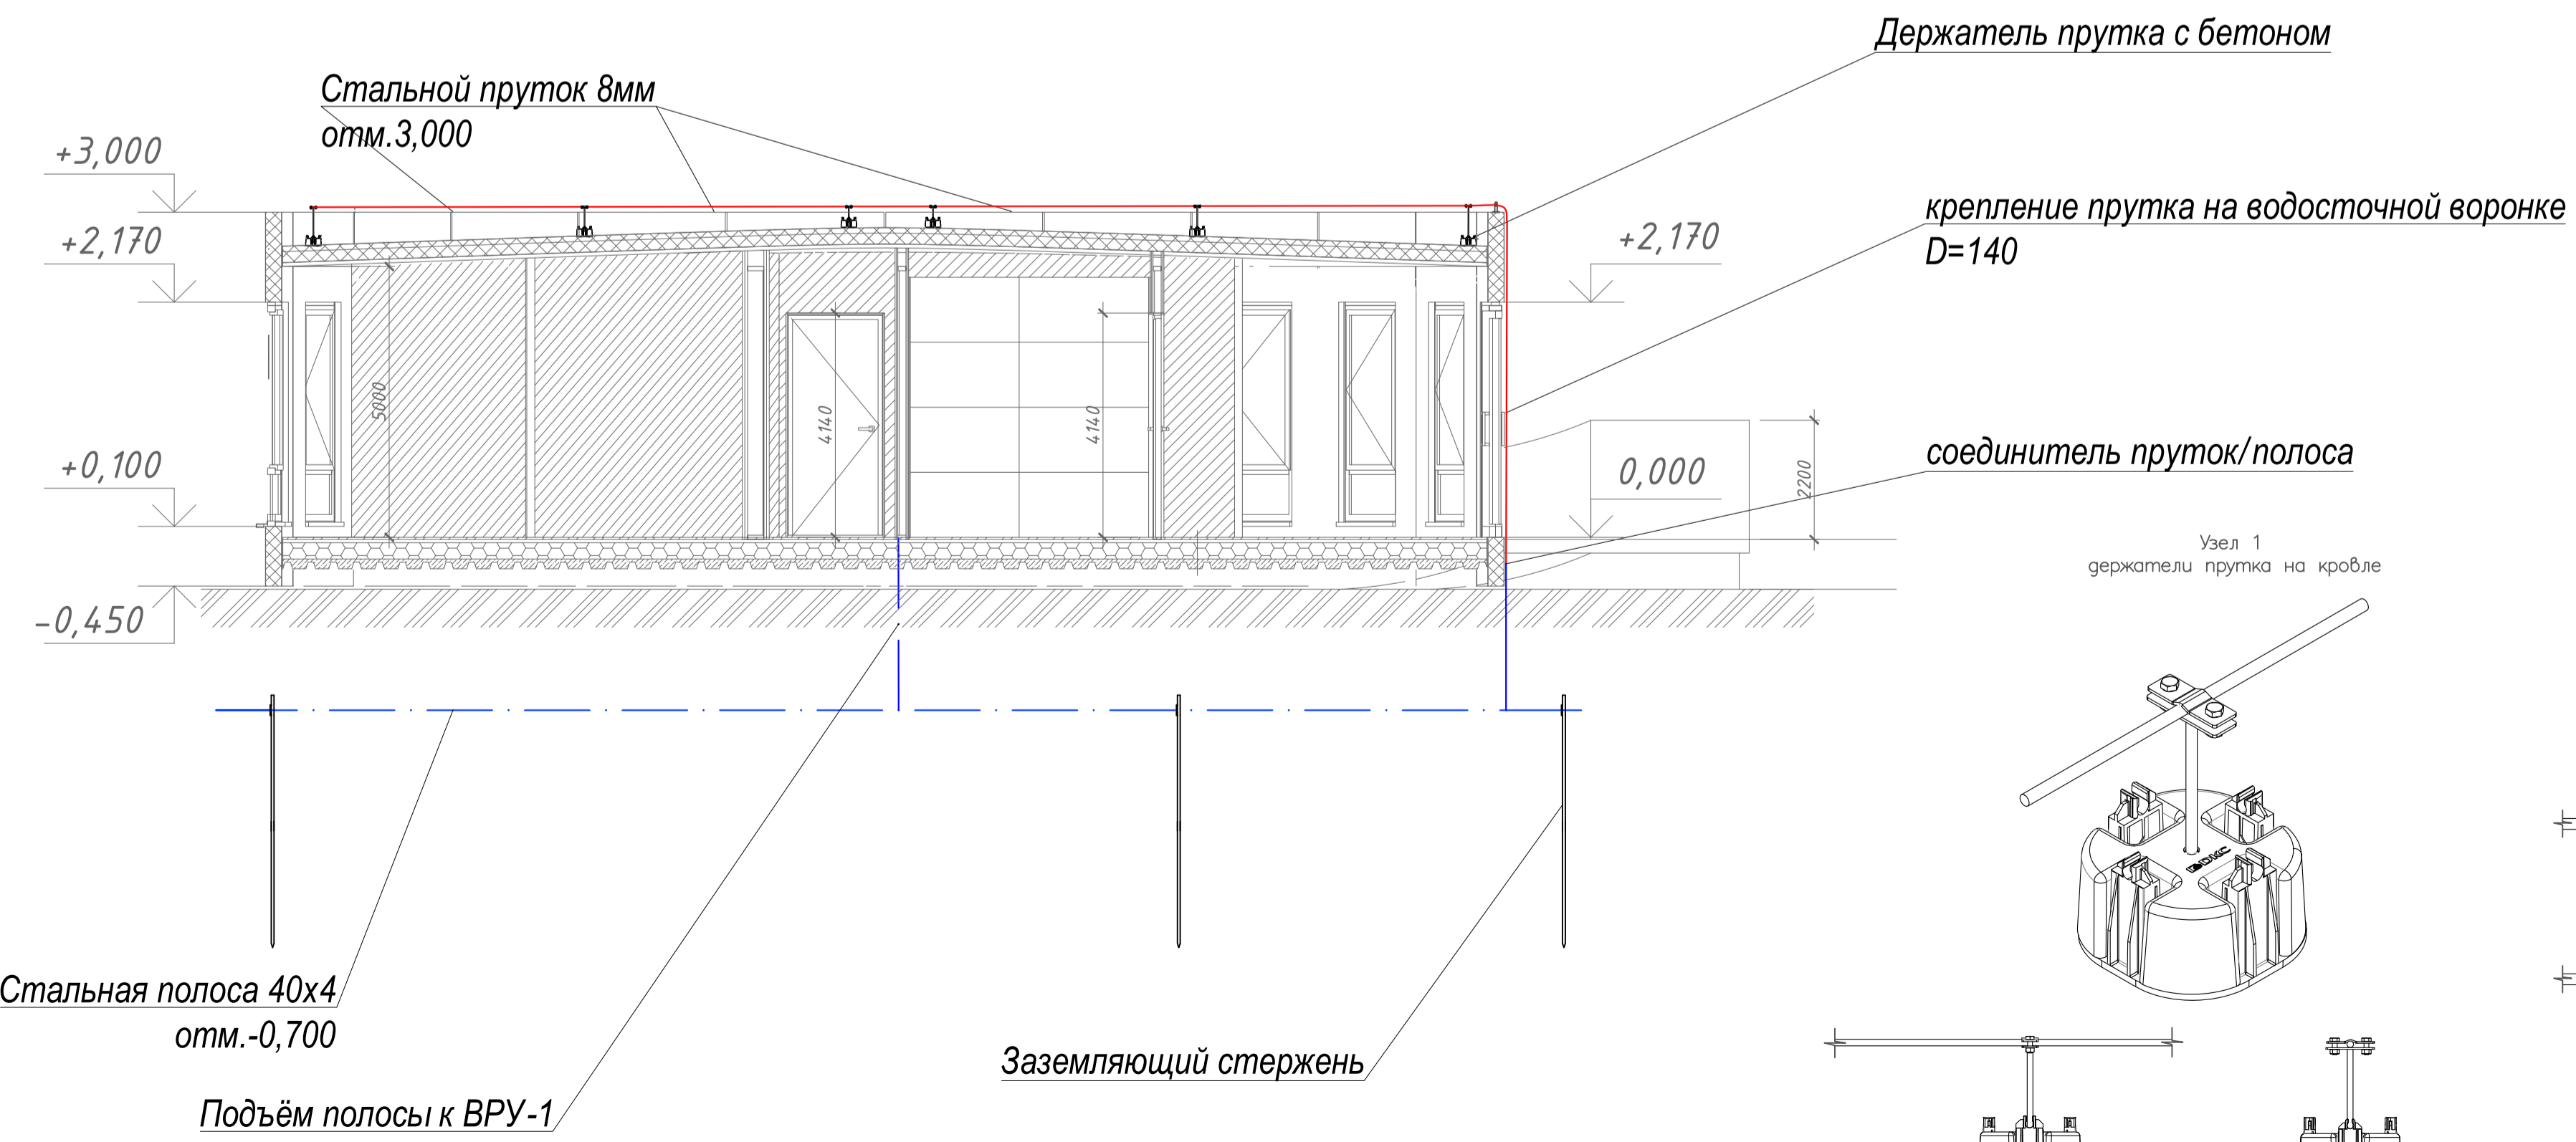 Держатель прутка с бетоном
Стальной пруток 8мм
отм.3,000
+3,000
+2,170
+0,100
-0,450
крепление прутка на водосточной воронке
D=140
+2,170
соединитель пруток/полоса
0,000
2200
5000
4140
4140
Узел 1
держатели прутка на кровле
DKC
Стальная полоса 40х4
отм.-0,700
Заземляющий стержень
Подъём полосы к ВРУ-1